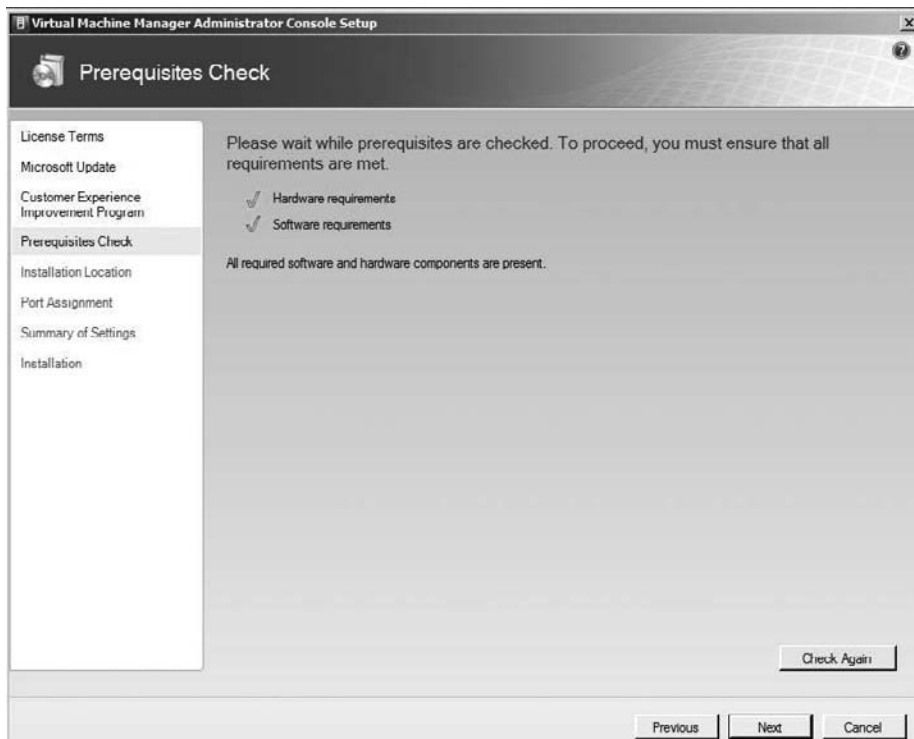 Virtual Machine Manager Administrator Console Setup
Prerequisites Check
License Terms
Microsoft Update
Customer Experience
Improvement Program
Prerequisites Check
Installation Location
Port Assignment
Summary of Settings
Installation
Please wait while prerequisites are checked. To proceed, you must ensure that all
requirements are met.
Hardware requirements
Software requirements
All required software and hardware components are present.
Check Again
Previous
Next
Cancel